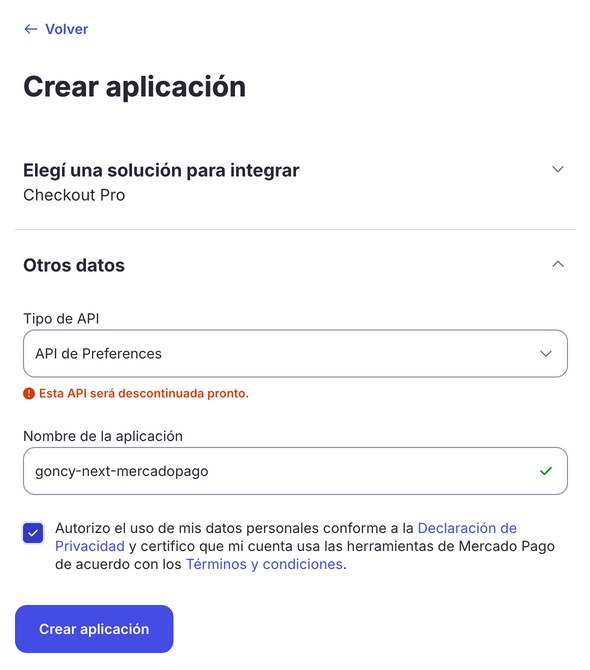 ← Volver
Crear aplicación
Elegí una solución para integrar
Checkout Pro
Otros datos
Tipo de API
API de Preferences
Esta API será descontinuada pronto.
Nombre de la aplicación
goncy-next-mercadopago
Autorizo el uso de mis datos personales conforme a la Declaración de
Privacidad y certifico que mi cuenta usa las herramientas de Mercado Pago
de acuerdo con los Términos y condiciones.
Crear aplicación